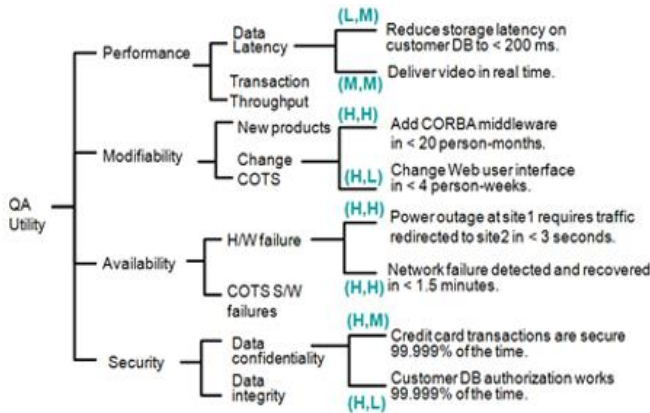 QA
Utility
Performance
Data
Latency
(L,M)
Reduce storage latency on
customer DB to < 200 ms.
(M,M)
Deliver video in real time.
Transaction
Throughput
Modifiability
New products
Change
COTS
(H,H)
Add CORBA middleware
in < 20 person-months.
(H,L)
Change Web user interface
in < 4 person-weeks.
Availability
H/W failure
(H,H)
Power outage at site1 requires traffic
redirected to site2 in < 3 seconds.
(H,H)
Network failure detected and recovered
in < 1.5 minutes.
COTS S/W
failures
Security
Data
confidentiality
(H,M)
Credit card transactions are secure
99.999% of the time.
(H,L)
Customer DB authorization works
99.999% of the time.
Data
integrity